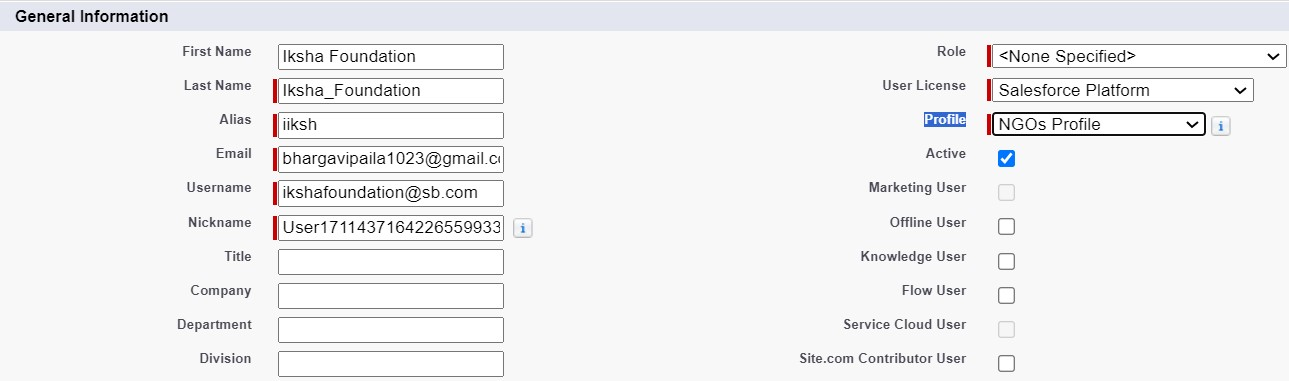 General Information
First Name Iksha Foundation Role <None Specified>
Last Name Iksha_Foundation User License Salesforce Platform
Alias iiksh Profile NGOs Profile i
Email bhargavipaila1023@gmail.c Active
Username ikshafoundation@sb.com Marketing User
Nickname User1711437164226559933 i Offline User
Title Knowledge User
Company Flow User
Department Service Cloud User
Division Site.com Contributor User